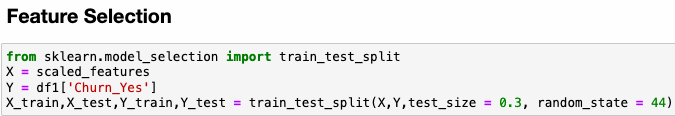 Feature Selection
from sklearn.model_selection import train_test_split
X = scaled_features
Y = df1['Churn_Yes']
X_train,X_test,Y_train,Y_test = train_test_split(X,Y,test_size = 0.3, random_state = 44)